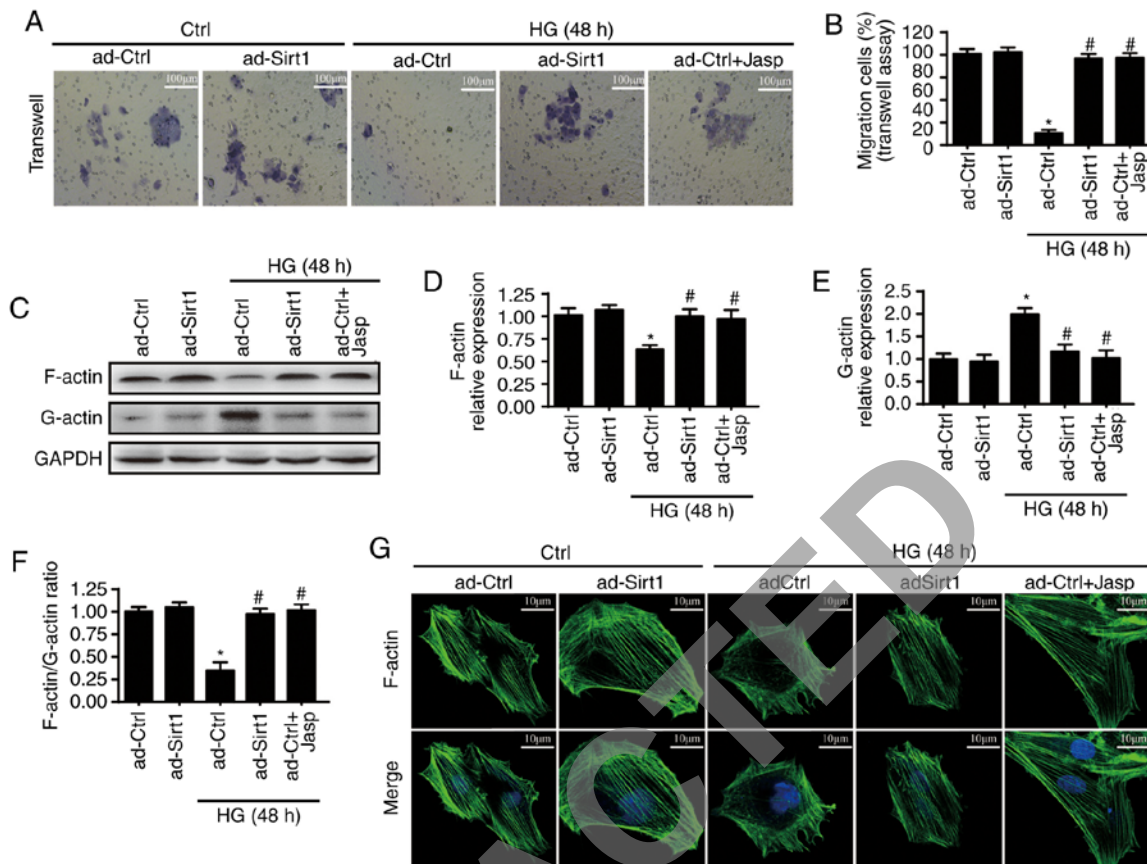 A
Ctrl
HG (48 h)
ad-Ctrl
ad-Sirt1
ad-Ctrl
ad-Sirt1
ad-Ctrl+Jasp
Transwell
100μm
100μm
100μm
100μm
100μm
B
Migration cells (%)
(transwell assay)
120
100
80
60
40
20
0
*
#
#
ad-Ctrl
ad-Sirt1
ad-Ctrl
ad-Sirt1
ad-Ctrl+
Jasp
HG (48 h)
C
HG (48 h)
ad-Ctrl
ad-Sirt1
ad-Ctrl
ad-Sirt1
ad-Ctrl+
Jasp
F-actin
G-actin
GAPDH
D
F-actin
relative expression
1.25
1.00
0.75
0.50
0.25
0.00
*
#
#
ad-Ctrl
ad-Sirt1
ad-Ctrl
ad-Sirt1
ad-Ctrl+
Jasp
HG (48 h)
E
G-actin
relative expression
2.5
2.0
1.5
1.0
0.5
0.0
*
#
#
ad-Ctrl
ad-Sirt1
ad-Ctrl
ad-Sirt1
ad-Ctrl+
Jasp
HG (48 h)
F
F-actin/G-actin ratio
1.25
1.00
0.75
0.50
0.25
0.00
*
#
#
ad-Ctrl
ad-Sirt1
ad-Ctrl
ad-Sirt1
ad-Ctrl+
Jasp
HG (48 h)
G
Ctrl
HG (48 h)
ad-Ctrl
ad-Sirt1
adCtrl
adSirt1
ad-Ctrl+Jasp
F-actin
10μm
10μm
10μm
10μm
10μm
Merge
10μm
10μm
10μm
10μm
10μm
CTED